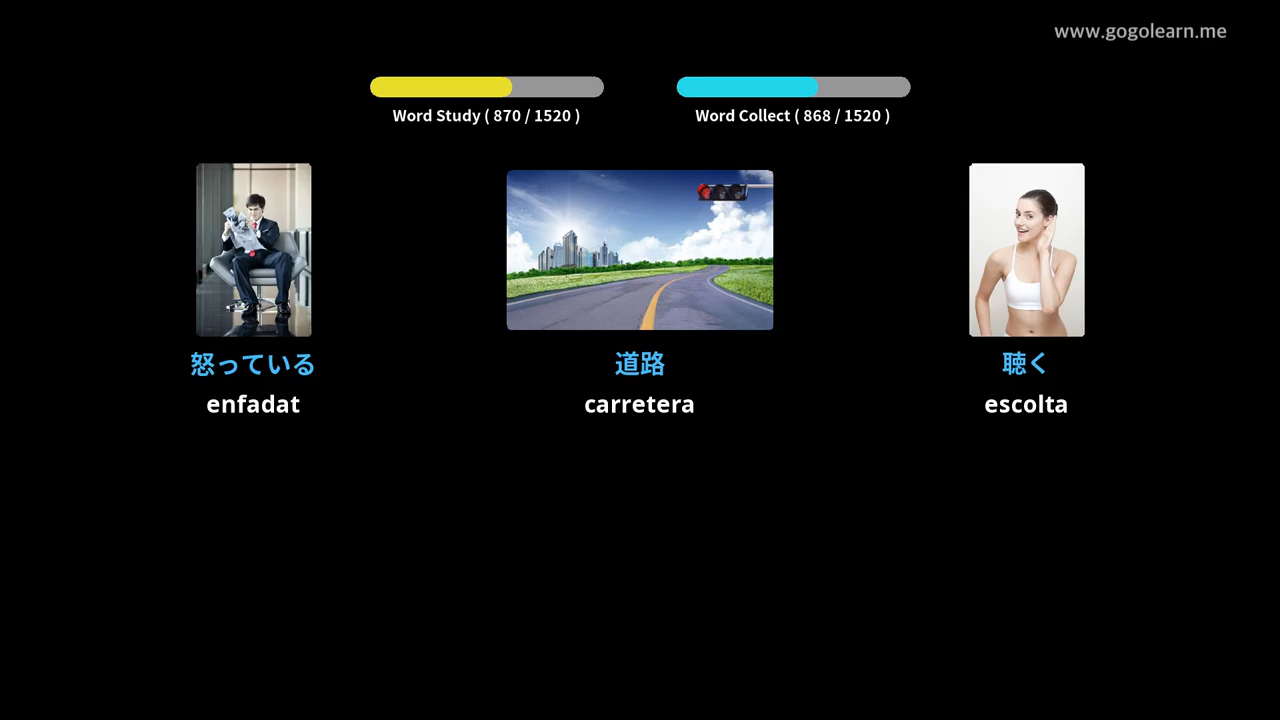 www.gogolearn.me
Word Study ( 870 / 1520 )
Word Collect ( 868 / 1520 )
怒っている
道路
聴く
enfadat
carretera
escolta